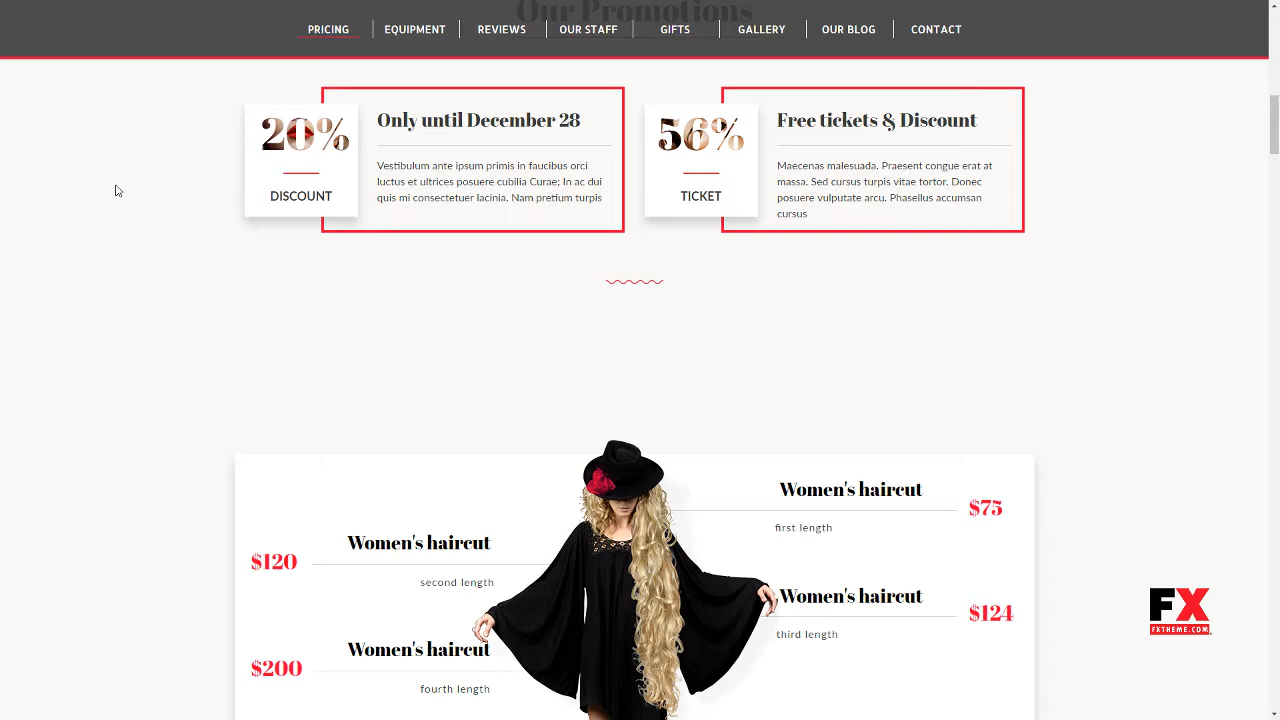 Our Promotions
PRICING EQUIPMENT REVIEWS OUR STAFF GIFTS GALLERY OUR BLOG CONTACT
20%
DISCOUNT
Only until December 28
Vestibulum ante ipsum primis in faucibus orci
luctus et ultrices posuere cubilia Curae; In ac dui
quis mi consectetuer lacinia. Nam pretium turpis
56%
TICKET
Free tickets & Discount
Maecenas malesuada. Praesent congue erat at
massa. Sed cursus turpis vitae tortor. Donec
posuere vulputate arcu. Phasellus accumsan
cursus
Women's haircut
$75
first length
Women's haircut
$120
second length
Women's haircut
$124
third length
Women's haircut
$200
fourth length
FX
FXTHEME.COM